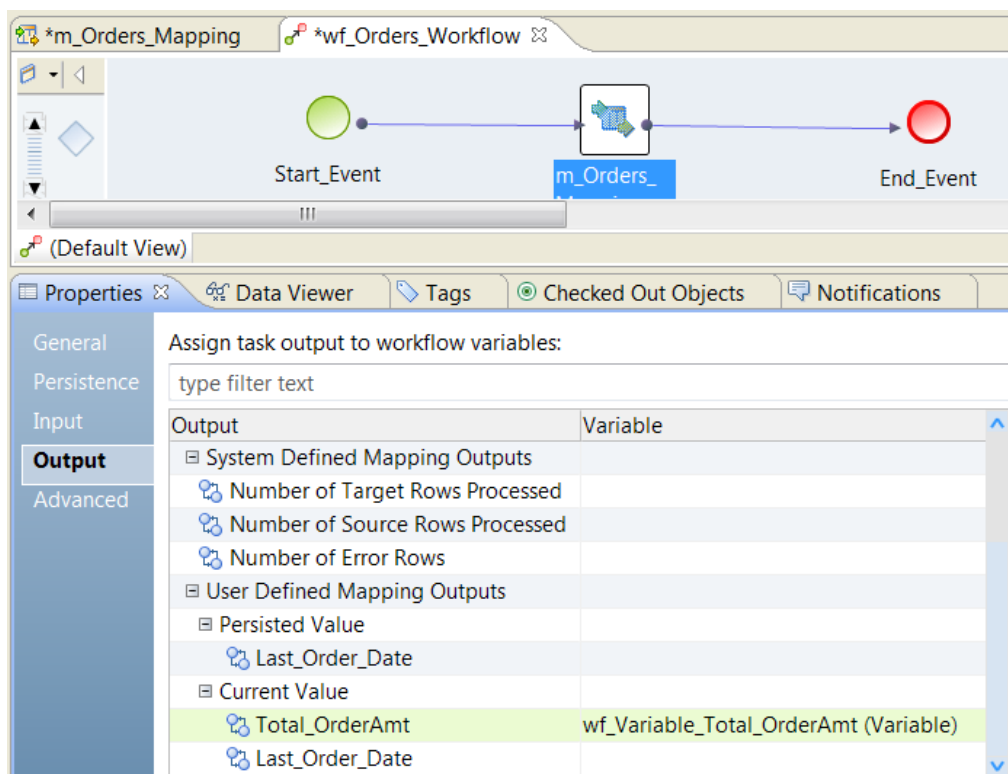 *m_Orders_Mapping *wf_Orders_Workflow
Start_Event
m_Orders_
End_Event
(Default View)
Properties Data Viewer Tags Checked Out Objects Notifications
General
Persistence
Input
Output
Advanced
Assign task output to workflow variables:
type filter text
Output Variable
System Defined Mapping Outputs
Number of Target Rows Processed
Number of Source Rows Processed
Number of Error Rows
User Defined Mapping Outputs
Persisted Value
Last_Order_Date
Current Value
Total_OrderAmt wf_Variable_Total_OrderAmt (Variable)
Last_Order_Date